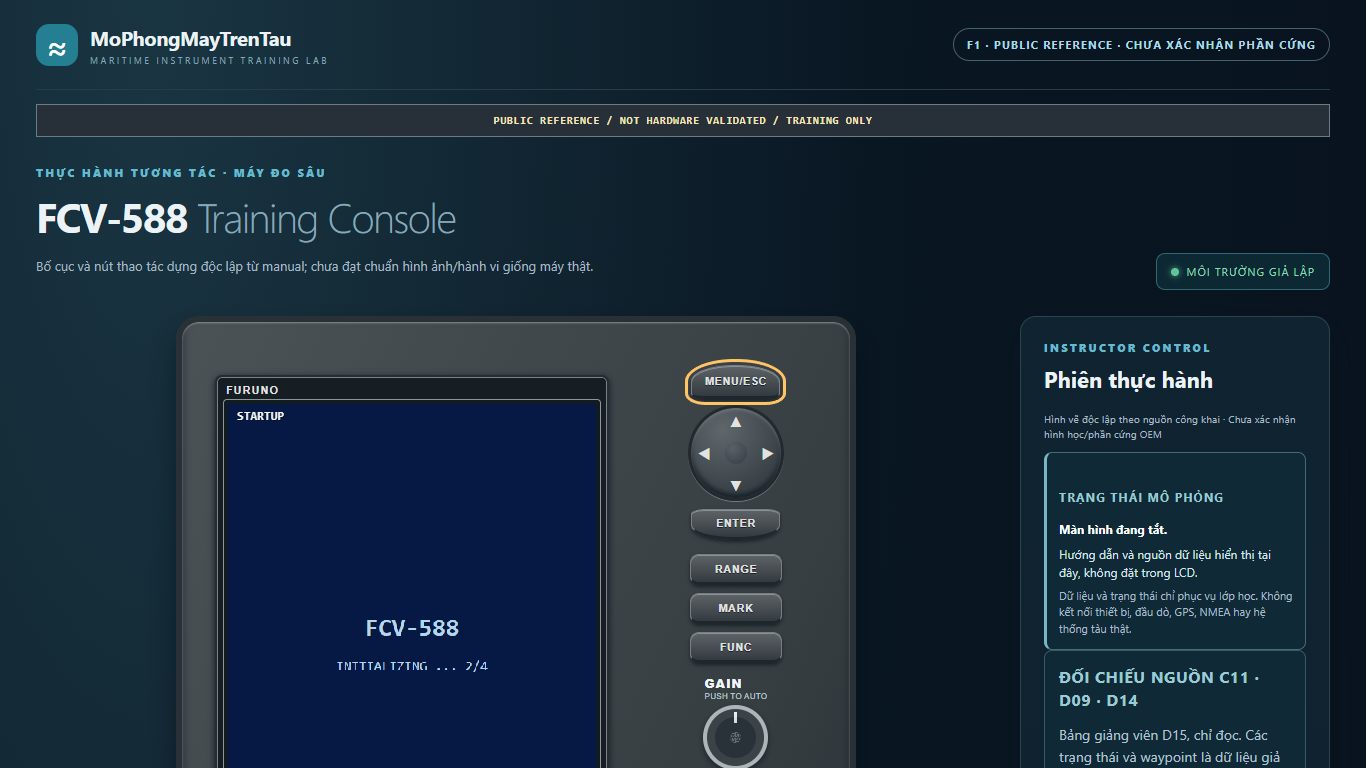 ≈
MoPhongMayTrenTau
MARITIME INSTRUMENT TRAINING LAB
F1 · PUBLIC REFERENCE · CHƯA XÁC NHẬN PHẦN CỨNG
PUBLIC REFERENCE / NOT HARDWARE VALIDATED / TRAINING ONLY
THỰC HÀNH TƯƠNG TÁC · MÁY ĐO SÂU
FCV-588 Training Console
Bố cục và nút thao tác dựng độc lập từ manual; chưa đạt chuẩn hình ảnh/hành vi giống máy thật.
MÔI TRƯỜNG GIẢ LẬP
FURUNO
STARTUP
FCV-588
INITIALIZING ... 2/4
MENU/ESC
▲
◀ ▶
▼
ENTER
RANGE
MARK
FUNC
GAIN
PUSH TO AUTO
INSTRUCTOR CONTROL
Phiên thực hành
Hình vẽ độc lập theo nguồn công khai · Chưa xác nhận
hình học/phần cứng OEM
TRẠNG THÁI MÔ PHỎNG
Màn hình đang tắt.
Hướng dẫn và nguồn dữ liệu hiển thị tại
đây, không đặt trong LCD.
Dữ liệu và trạng thái chỉ phục vụ lớp học. Không
kết nối thiết bị, đầu dò, GPS, NMEA hay hệ
thống tàu thật.
ĐỐI CHIẾU NGUỒN C11 ·
D09 · D14
Bảng giảng viên D15, chỉ đọc. Các
trạng thái và waypoint là dữ liệu giả